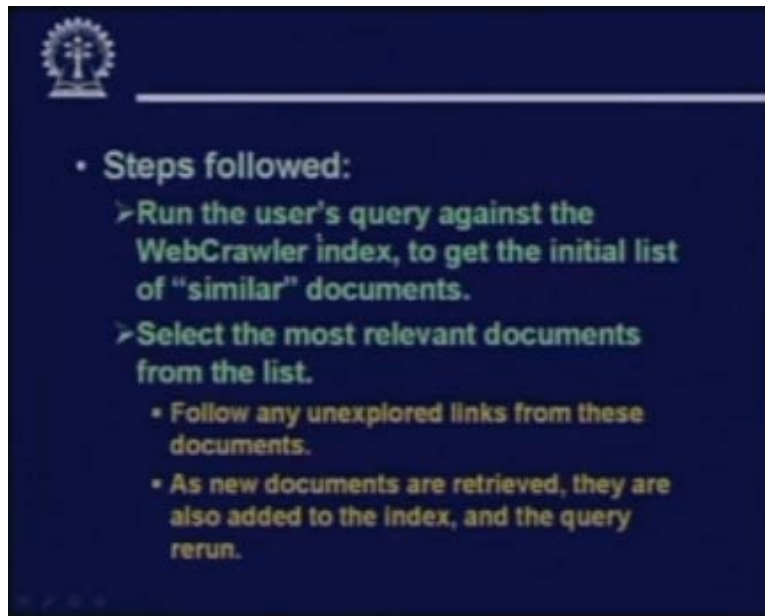 • Steps followed:
➢Run the user's query against the
WebCrawler index, to get the initial list
of "similar" documents.
➢Select the most relevant documents
from the list.
▪ Follow any unexplored links from these
documents.
▪ As new documents are retrieved, they are
also added to the index, and the query
rerun.